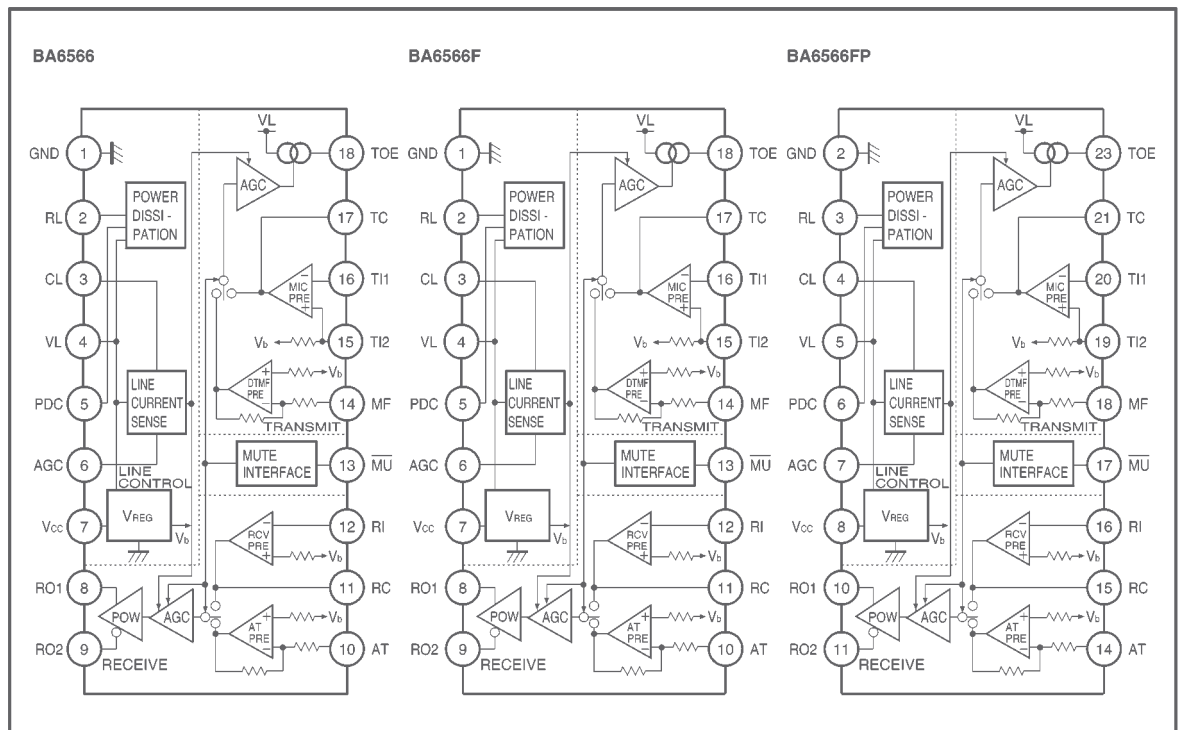 BA6566
VL
GND 1
18 TOE
AGC
POWER
DISSI -
PATION
RL 2
17 TC
CL 3
MIC
PRE
16 TI1
VL 4
Vb
15 TI2
Vb
LINE
CURRENT
SENSE
DTMF
PRE
PDC 5
14 MF
TRANSMIT
AGC 6
MUTE
INTERFACE
13 MU
LINE
CONTROL
VCC 7
VREG
Vb
RCV
PRE
12 RI
Vb
RO1 8
11 RC
POW
AGC
Vb
AT
PRE
RO2 9
10 AT
RECEIVE
BA6566F
VL
GND 1
18 TOE
AGC
POWER
DISSI -
PATION
RL 2
17 TC
CL 3
MIC
PRE
16 TI1
VL 4
Vb
15 TI2
Vb
LINE
CURRENT
SENSE
DTMF
PRE
PDC 5
14 MF
TRANSMIT
AGC 6
MUTE
INTERFACE
13 MU
VCC 7
VREG
Vb
RCV
PRE
12 RI
Vb
RO1 8
11 RC
POW
AGC
Vb
AT
PRE
RO2 9
10 AT
RECEIVE
BA6566FP
VL
GND 2
23 TOE
AGC
POWER
DISSI -
PATION
RL 3
21 TC
CL 4
MIC
PRE
20 TI1
VL 5
Vb
19 TI2
Vb
LINE
CURRENT
SENSE
DTMF
PRE
PDC 6
18 MF
TRANSMIT
AGC 7
MUTE
INTERFACE
17 MU
LINE
CONTROL
VCC 8
VREG
Vb
RCV
PRE
16 RI
Vb
RO1 10
15 RC
POW
AGC
Vb
AT
PRE
RO2 11
14 AT
RECEIVE